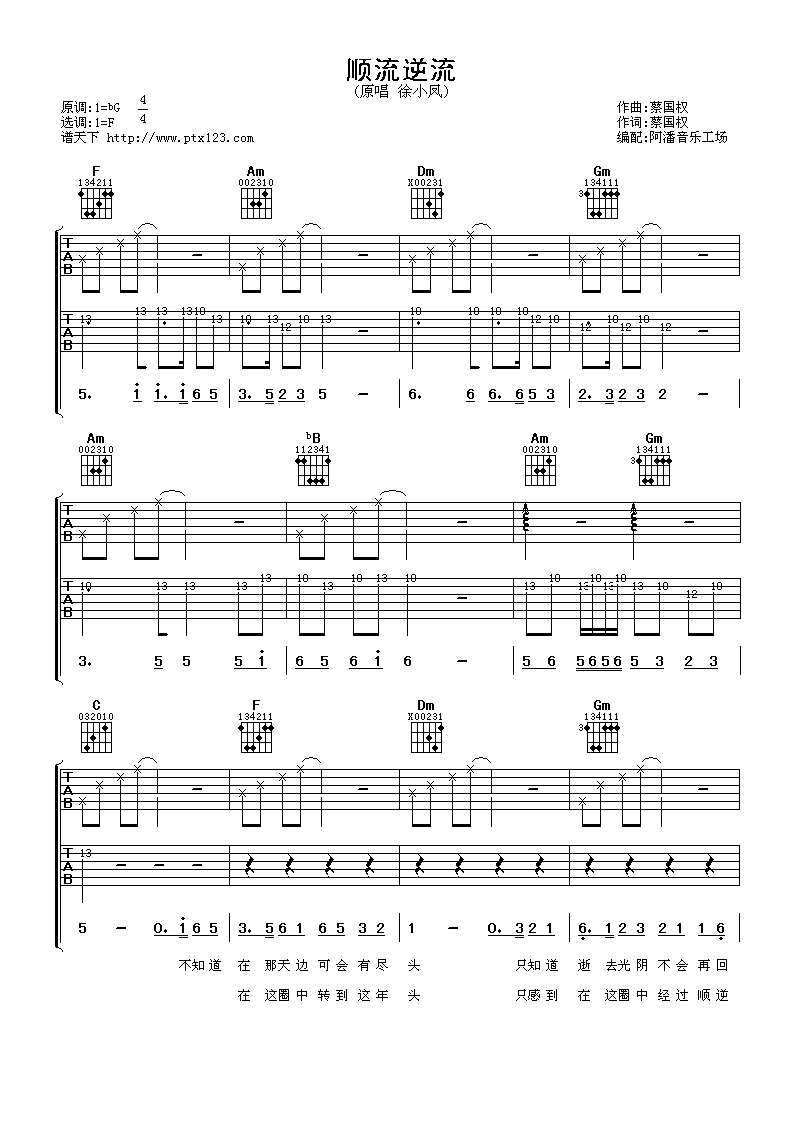 顺流逆流
(原唱 徐小凤)
原调:1=bG 4/4
选调:1=F
谱天下 http://www.ptx123.com
作曲:蔡国权
作词:蔡国权
编配:阿潘音乐工场
F Am Dm Gm
134211 002310 X00231 134111
3
T A B
13 13 13 13 10 13 10 13 12 10 13 10 10 10 10 12 10 12 10 12 10 12
T A B
5. 1 1. 1 6 5 3. 5 2 3 5 - 6. 6 6. 6 5 3 2. 3 2 3 2 -
Am bB Am Gm
002310 112341 002310 134111
3
T A B
10 13 13 13 13 10 13 10 13 10 13 10 13 10 13 10 13 10 12 10
T A B
3. 5 5 5 1 6 5 6 1 6 - 5 6 5 6 5 6 5 3 2 3
C F Dm Gm
032010 134211 X00231 134111
3
T A B
13
T A B
5 - 0. 1 6 5 3. 5 6 1 6 5 3 2 1 - 0. 3 2 1 6. 1 2 3 2 1 1 6
不知道 在 那天边 可会有尽 头 只知道 逝 去光阴 不会再回
在 这圈中 转到这年 头 只感到 在 这圈中 经过顺逆